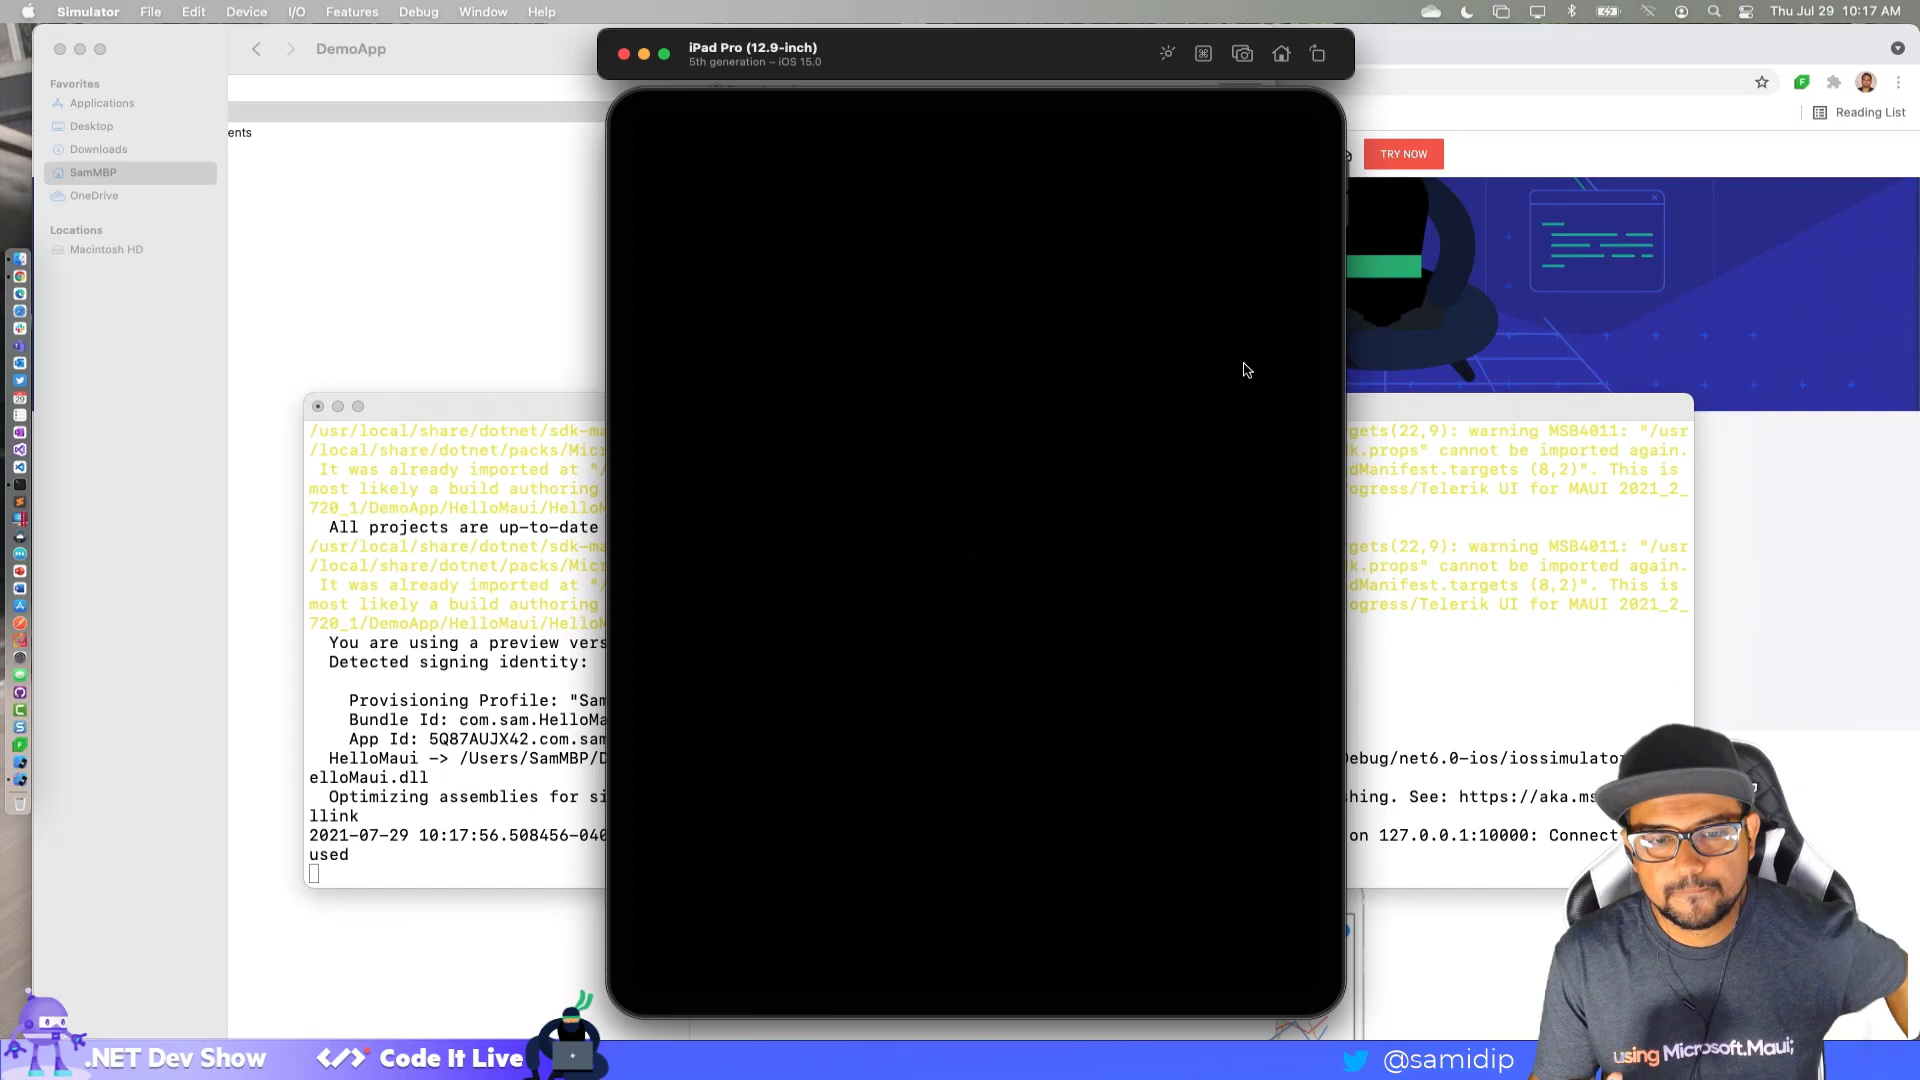 Simulator File Edit Device I/O Features Debug Window Help Thu Jul 29 10:17 AM
DemoApp
iPad Pro (12.9-inch)
5th generation – iOS 15.0
Favorites
Applications
Desktop
Downloads
SamMBP
OneDrive
Locations
Macintosh HD
ents
Reading List
TRY NOW
/usr/local/share/dotnet/sdk-ma gets(22,9): warning MSB4011: "/usr
/local/share/dotnet/packs/Micr k.props" cannot be imported again.
It was already imported at "/ dManifest.targets (8,2)". This is
most likely a build authoring ogress/Telerik UI for MAUI 2021_2_
720_1/DemoApp/HelloMaui/HelloM
All projects are up-to-date
/usr/local/share/dotnet/sdk-ma gets(22,9): warning MSB4011: "/usr
/local/share/dotnet/packs/Micr k.props" cannot be imported again.
It was already imported at "/ dManifest.targets (8,2)". This is
most likely a build authoring ogress/Telerik UI for MAUI 2021_2_
720_1/DemoApp/HelloMaui/HelloM
You are using a preview vers
Detected signing identity:
Provisioning Profile: "Sam
Bundle Id: com.sam.HelloMa
App Id: 5Q87AUJX42.com.sam
HelloMaui -> /Users/SamMBP/D ebug/net6.0-ios/iossimulato
elloMaui.dll
Optimizing assemblies for si hing. See: https://aka.ms
llink
2021-07-29 10:17:56.508456-040 on 127.0.0.1:10000: Connect
used
.NET Dev Show Code It Live @samidip
using Microsoft.Maui;